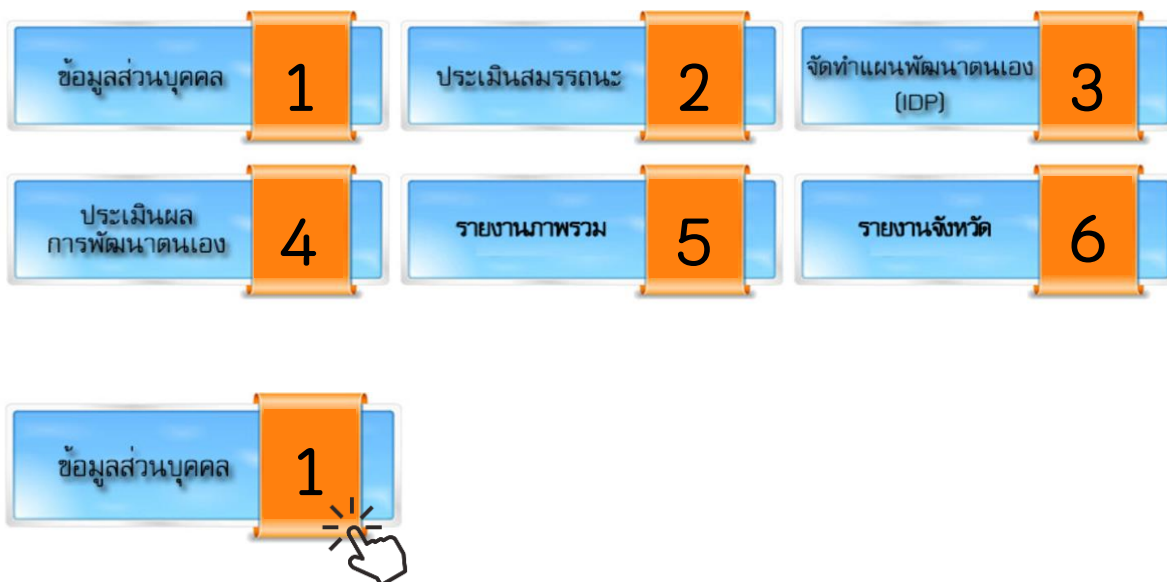 ข้อมูลส่วนบุคคล 1
ประเมินสมรรถนะ 2
จัดทำแผนพัฒนาตนเอง
(IDP) 3
ประเมินผล
การพัฒนาตนเอง 4
รายงานภาพรวม 5
รายงานจังหวัด 6
ข้อมูลส่วนบุคคล 1